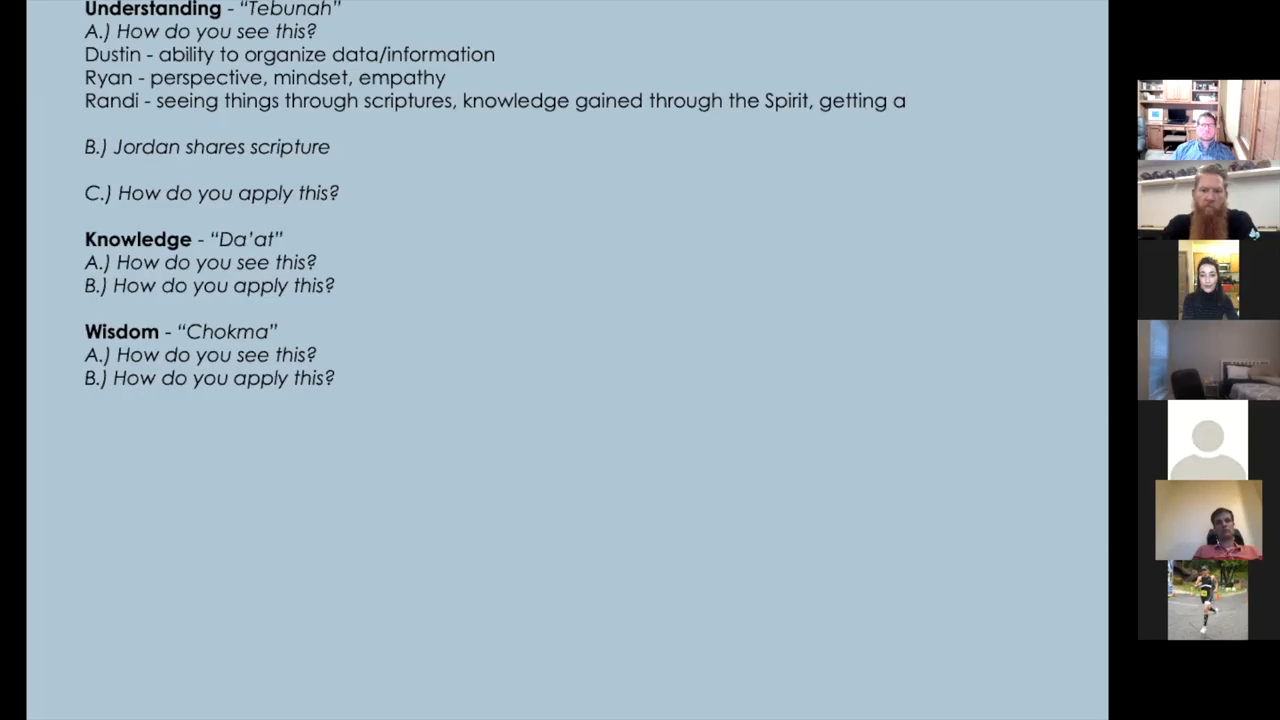 Understanding - “Tebunah”
A.) How do you see this?
Dustin - ability to organize data/information
Ryan - perspective, mindset, empathy
Randi - seeing things through scriptures, knowledge gained through the Spirit, getting a
B.) Jordan shares scripture
C.) How do you apply this?
Knowledge - “Da’at”
A.) How do you see this?
B.) How do you apply this?
Wisdom - “Chokma”
A.) How do you see this?
B.) How do you apply this?